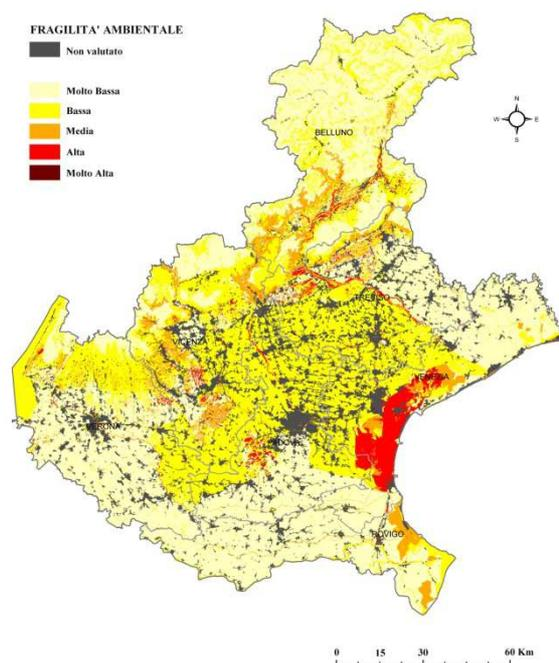 FRAGILITA' AMBIENTALE
Non valutato
Molto Bassa
Bassa
Media
Alta
Molto Alta
N
W E
S
BELLUNO
TREVISO
VICENZA
VENEZIA
VERONA
PADOVA
ROVIGO
0 15 30 60 Km